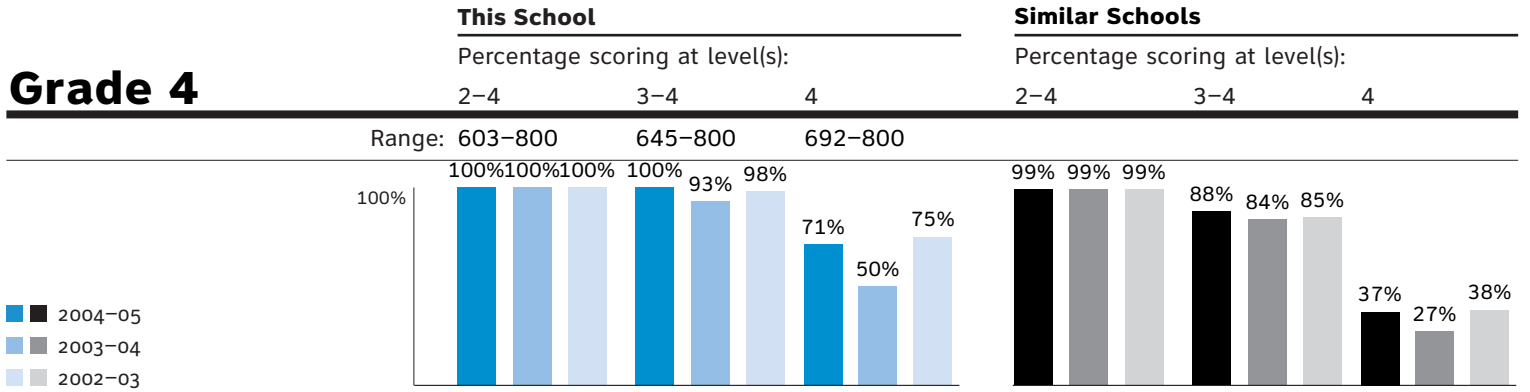 This School Similar Schools
Percentage scoring at level(s): Percentage scoring at level(s):
Grade 4 2–4 3–4 4 2–4 3–4 4
Range: 603–800 645–800 692–800
100% 100% 100% 100% 93% 98% 71% 50% 75% 99% 99% 99% 88% 84% 85% 37% 27% 38%
100%
2004–05
2003–04
2002–03